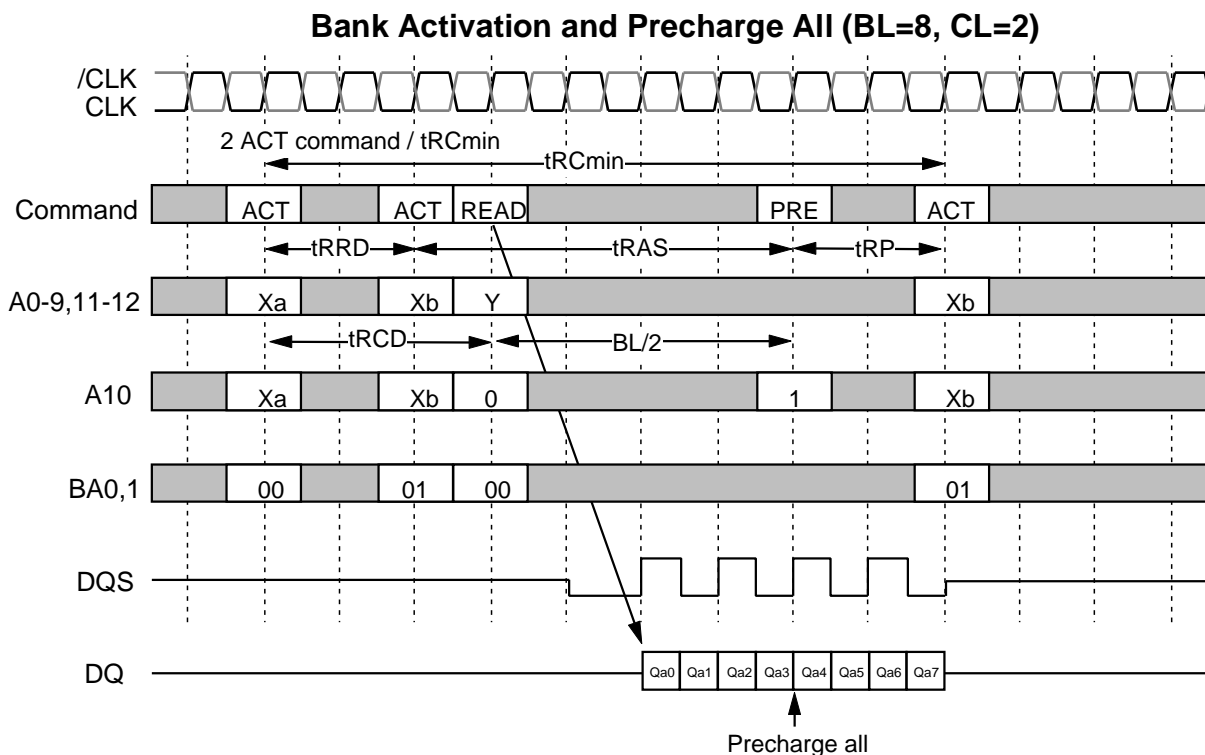 Bank Activation and Precharge All (BL=8, CL=2)
/CLK
CLK
2 ACT command / tRCmin
tRCmin
Command ACT ACT READ PRE ACT
tRRD tRAS tRP
A0-9,11-12 Xa Xb Y Xb
tRCD BL/2
A10 Xa Xb 0 1 Xb
BA0,1 00 01 00 01
DQS
DQ Qa0 Qa1 Qa2 Qa3 Qa4 Qa5 Qa6 Qa7
Precharge all